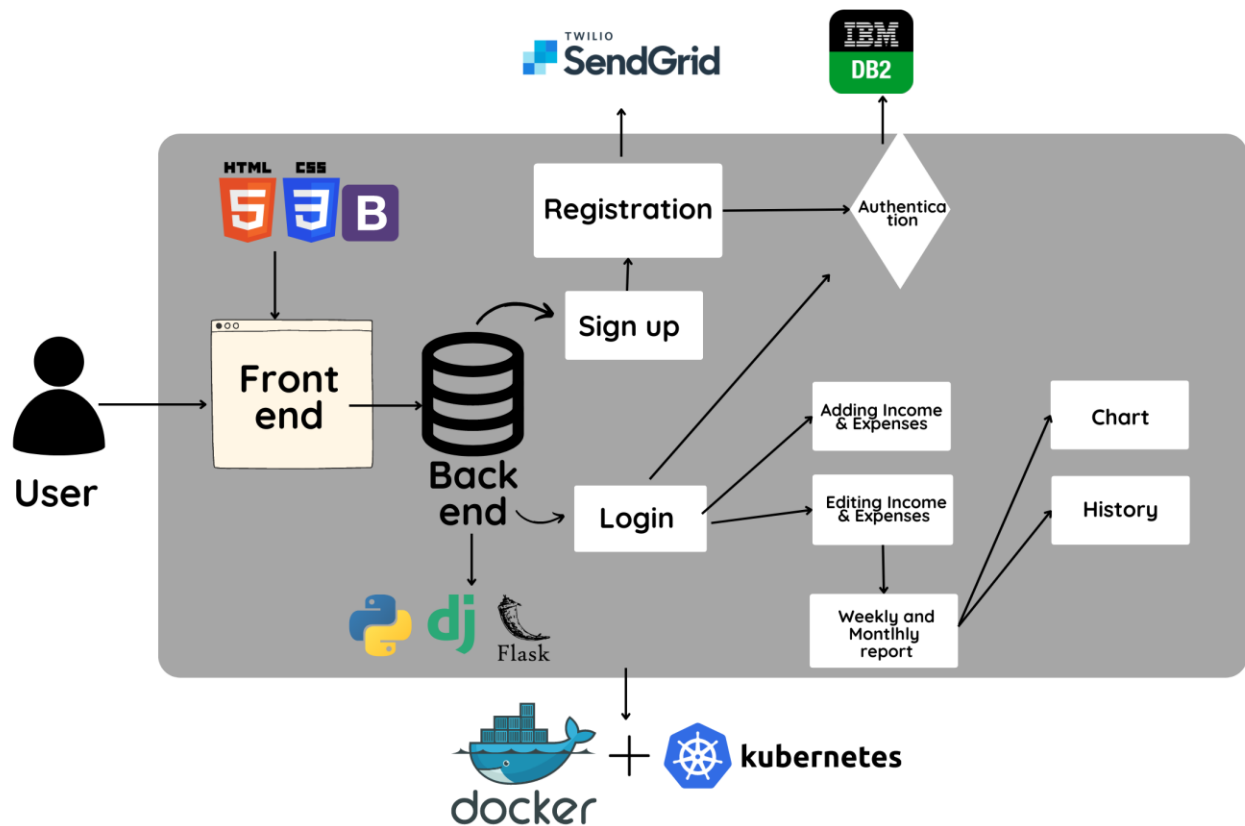 TWILIO
SendGrid
IBM
DB2
HTML
CSS
5
3
B
Registration
Authentica
tion
Sign up
Front
end
User
Back
end
Login
Adding Income
& Expenses
Editing Income
& Expenses
Chart
History
Weekly and
Montlhly
report
dj
Flask
docker
+
kubernetes